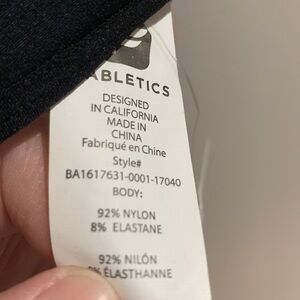 ABLETICS
DESIGNED
IN CALIFORNIA
MADE IN
CHINA
Fabriqué en Chine
Style#
BA1617631-0001-17040
BODY:
92% NYLON
8% ELASTANE
92% NILÓN
% ÉLASTHANNE